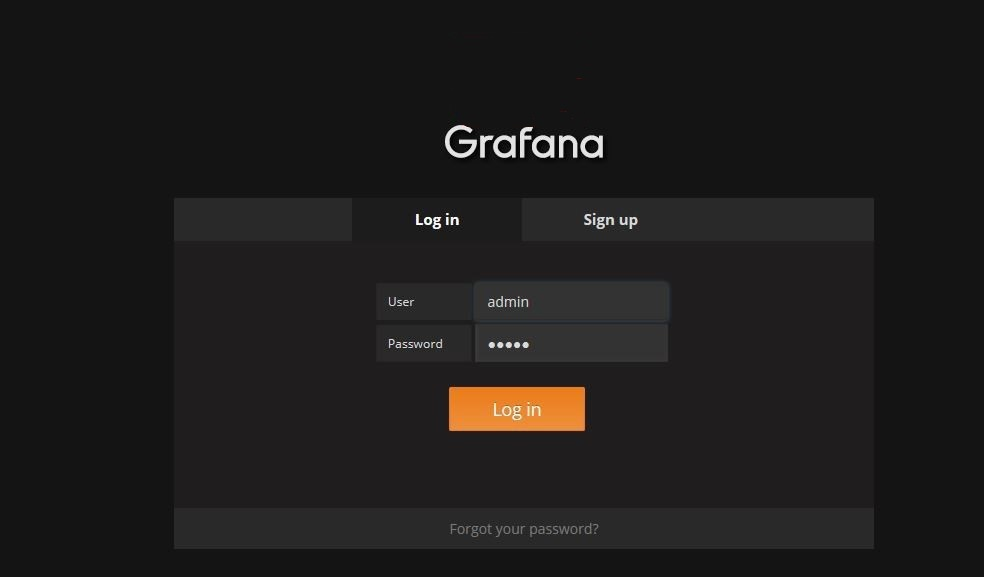 Grafana
Log in Sign up
User admin
Password •••••
Log in
Forgot your password?